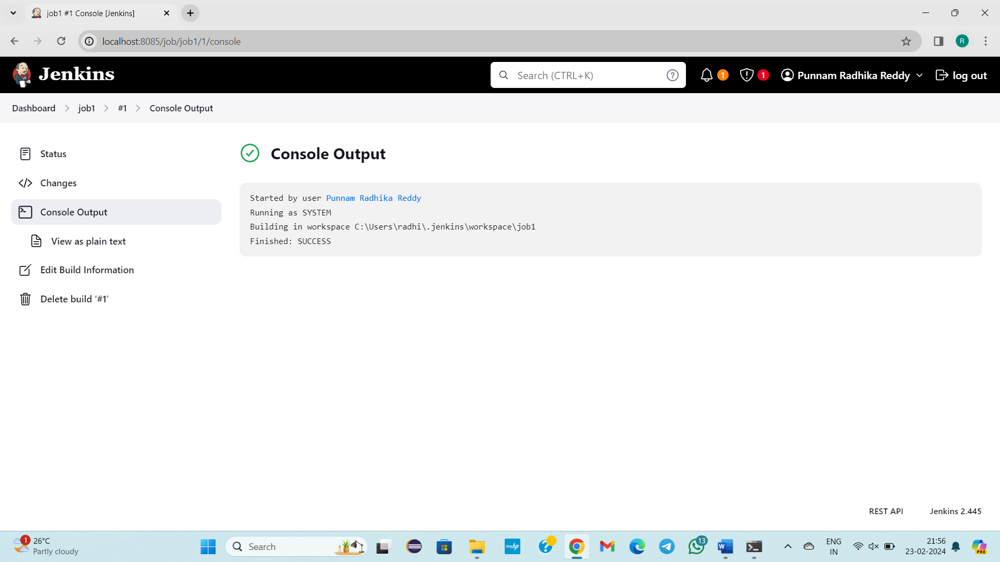 job1 #1 Console [Jenkins]
localhost:8085/job/job1/1/console
Jenkins
Search (CTRL+K)
1
1
Punnam Radhika Reddy
log out
Dashboard
job1
#1
Console Output
Status
Changes
Console Output
View as plain text
Edit Build Information
Delete build ‘#1’
Console Output
Started by user Punnam Radhika Reddy
Running as SYSTEM
Building in workspace C:\Users\radhi\.jenkins\workspace\job1
Finished: SUCCESS
REST API
Jenkins 2.445
1
26°C
Partly cloudy
Search
myhp
13
W
ENG
IN
21:56
23-02-2024
PRE
R